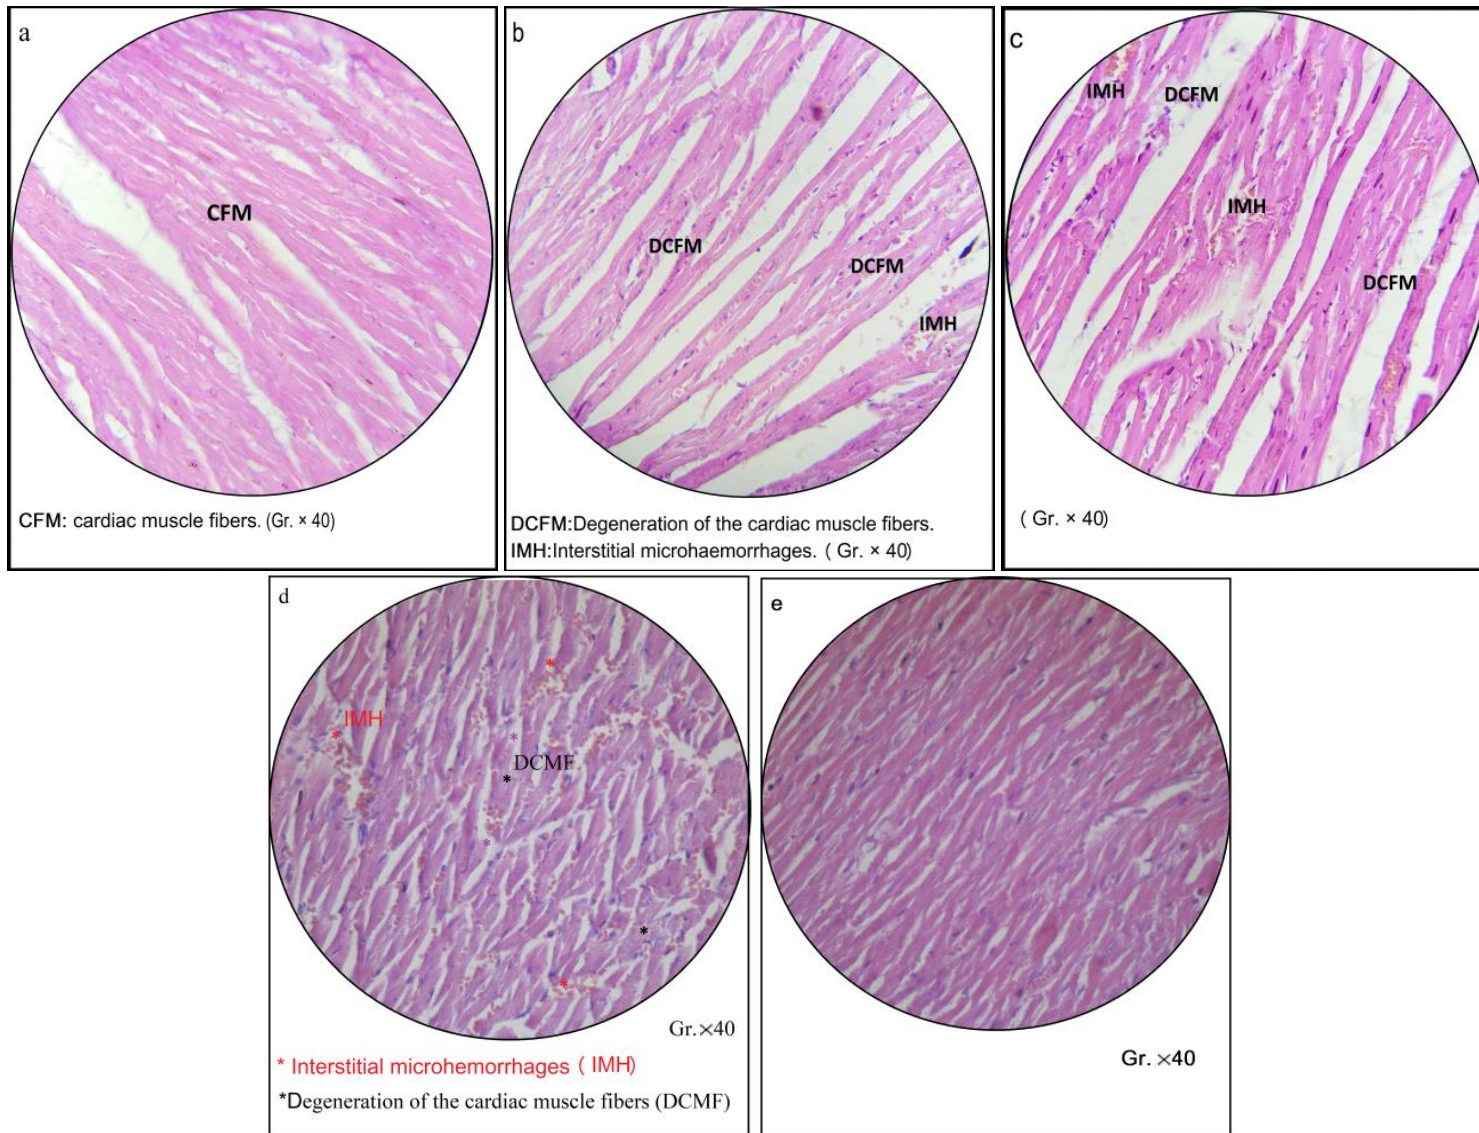 a
CFM
CFM: cardiac muscle fibers. (Gr. × 40)
b
DCFM
DCFM
IMH
DCFM:Degeneration of the cardiac muscle fibers.
IMH:Interstitial microhaemorrhages. ( Gr. × 40)
c
IMH
DCFM
IMH
DCFM
( Gr. × 40)
d
*
IMH
*
*
DCMF
*
*
*
*
Gr.×40
* Interstitial microhemorrhages ( IMH)
*Degeneration of the cardiac muscle fibers (DCMF)
e
Gr. ×40